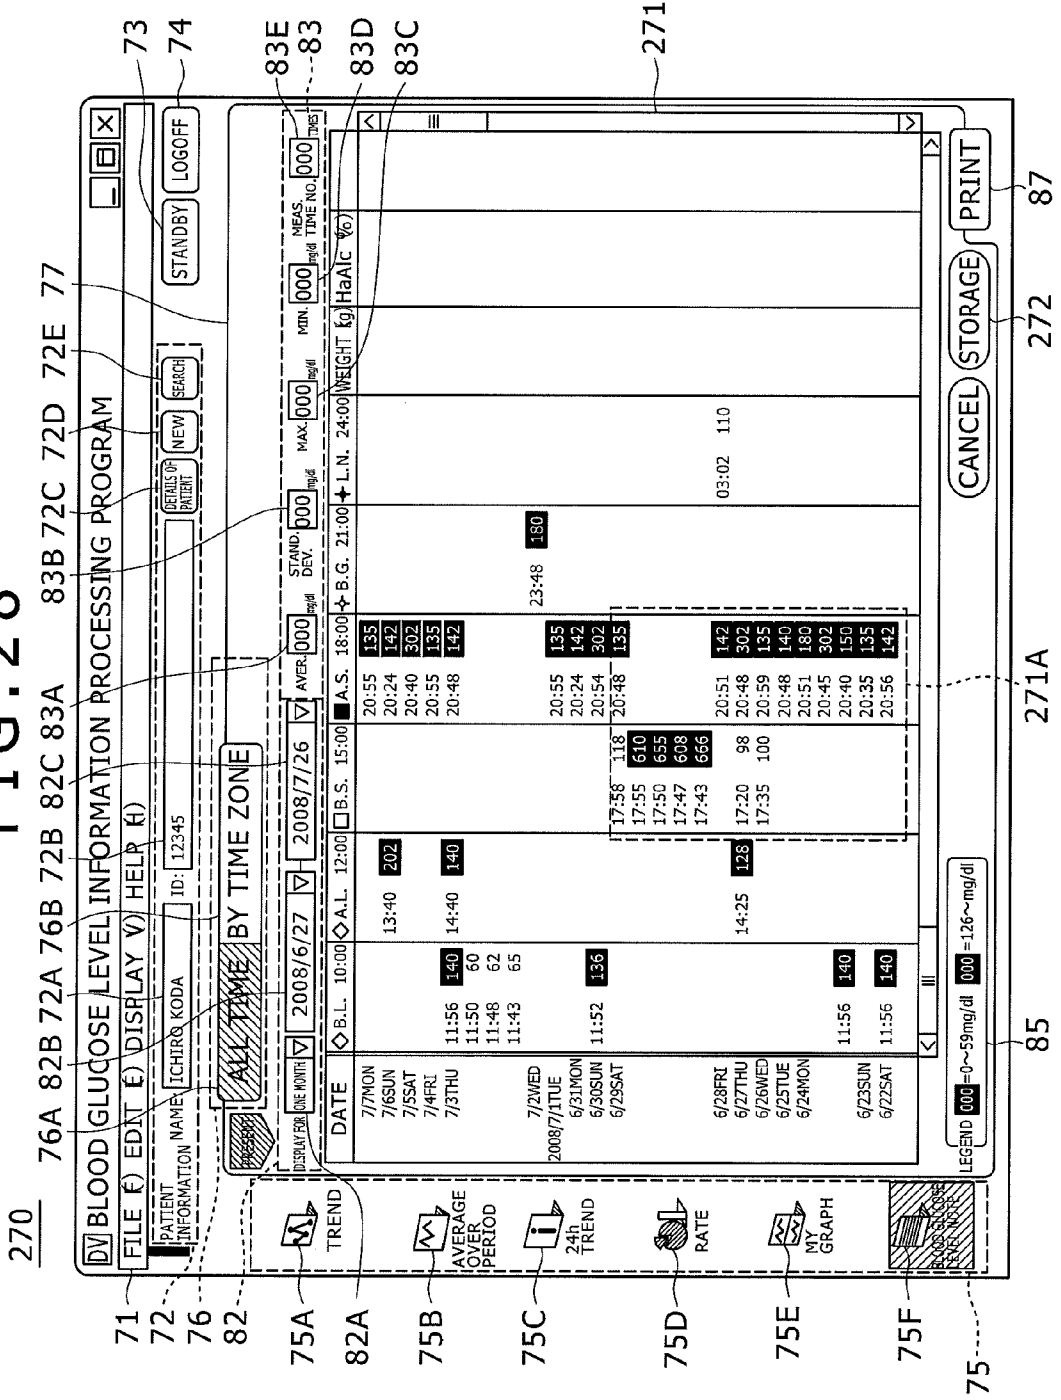 FIG.28
270
76A 82B 72A 76B 72B 82C 83A 83B 72C 72D 72E 77 73 74
71 DV BLOOD GLUCOSE LEVEL INFORMATION PROCESSING PROGRAM
FILE (F) EDIT (E) DISPLAY (V) HELP (H)
72 PATIENT INFORMATION NAME: ICHIRO KODA ID: 12345 DETAILS OF PATIENT NEW SEARCH STANDBY LOGOFF
76 PRESENT ALL TIME BY TIME ZONE
82 DISPLAY FOR ONE MONTH 2008/6/27 2008/7/26 AVER. 000 mg/dl STAND. DEV. 000 mg/dl MAX. 000 mg/dl MIN. 000 mg/dl MEAS. TIME NO. 000 TIMES 83E
83
75A TREND
82A
83D
83C
DATE B.L. 10:00 A.L. 12:00 B.S. 15:00 A.S. 18:00 B.G. 21:00 L.N. 24:00 WEIGHT kg) HaAlc %)
7/7MON 20:55 135
7/6SUN 13:40 202 20:24 142
7/5SAT 20:40 302
7/4FRI 20:55 135
7/3THU 11:56 140 14:40 140 20:48 142
11:50 60
11:48 62
11:43 65
75B AVERAGE OVER PERIOD
7/2WED 23:48 180
2008/7/1TUE 20:55 135
6/31MON 20:24 142
6/30SUN 11:52 136 20:54 302
6/29SAT 17:58 118 20:48 135
75C 24h TREND
17:55 610
17:50 655
17:47 608
17:43 666
271
75D RATE
6/28FRI 20:51 142 03:02 110
6/27THU 14:25 128 17:20 98 20:48 302
6/26WED 17:35 100 20:59 135
6/25TUE 20:48 140
6/24MON 20:51 180
20:45 302
75E MY GRAPH
11:56 140 20:40 150
6/23SUN 20:35 135
6/22SAT 11:56 140 20:56 142
75F BLOOD GLUCOSE LEVEL NOTE
LEGEND 000 =0~59mg/dl 000 =126~mg/dl CANCEL STORAGE PRINT
75 85 271A 272 87